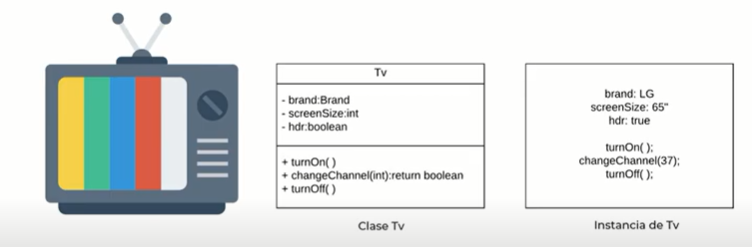 Tv
- brand:Brand
- screenSize:int
- hdr:boolean
+ turnOn( )
+ changeChannel(int):return boolean
+ turnOff( )
Clase Tv
brand: LG
screenSize: 65"
hdr: true
turnOn( );
changeChannel(37);
turnOff( );
Instancia de Tv